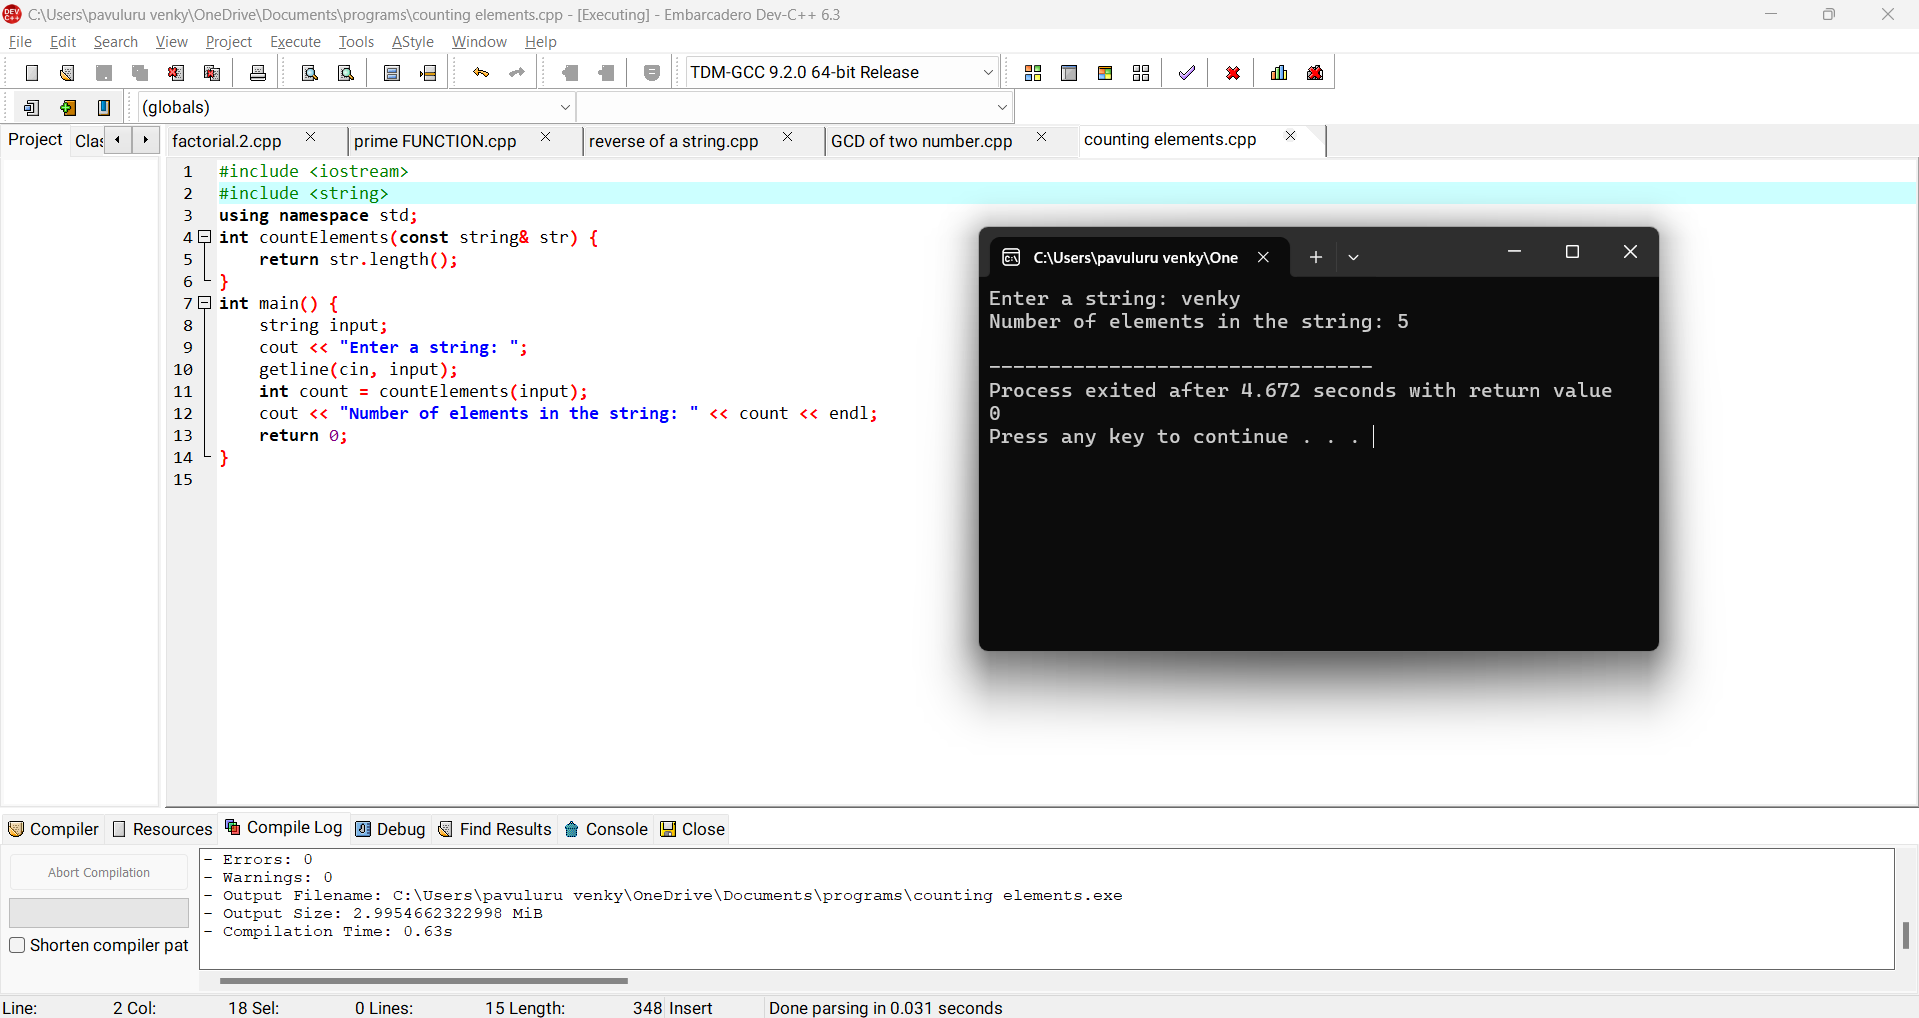 C:\Users\pavuluru venky\OneDrive\Documents\programs\counting elements.cpp - [Executing] - Embarcadero Dev-C++ 6.3
File Edit Search View Project Execute Tools AStyle Window Help
TDM-GCC 9.2.0 64-bit Release
(globals)
Project Clas factorial.2.cpp prime FUNCTION.cpp reverse of a string.cpp GCD of two number.cpp counting elements.cpp
1 #include <iostream>
2 #include <string>
3 using namespace std;
4 int countElements(const string& str) {
5 return str.length();
6 }
7 int main() {
8 string input;
9 cout << "Enter a string: ";
10 getline(cin, input);
11 int count = countElements(input);
12 cout << "Number of elements in the string: " << count << endl;
13 return 0;
14 }
15
C:\Users\pavuluru venky\One
Enter a string: venky
Number of elements in the string: 5
--------------------------------
Process exited after 4.672 seconds with return value
0
Press any key to continue . . .
Compiler Resources Compile Log Debug Find Results Console Close
Abort Compilation
Shorten compiler pat
- Errors: 0
- Warnings: 0
- Output Filename: C:\Users\pavuluru venky\OneDrive\Documents\programs\counting elements.exe
- Output Size: 2.9954662322998 MiB
- Compilation Time: 0.63s
Line: 2 Col: 18 Sel: 0 Lines: 15 Length: 348 Insert Done parsing in 0.031 seconds